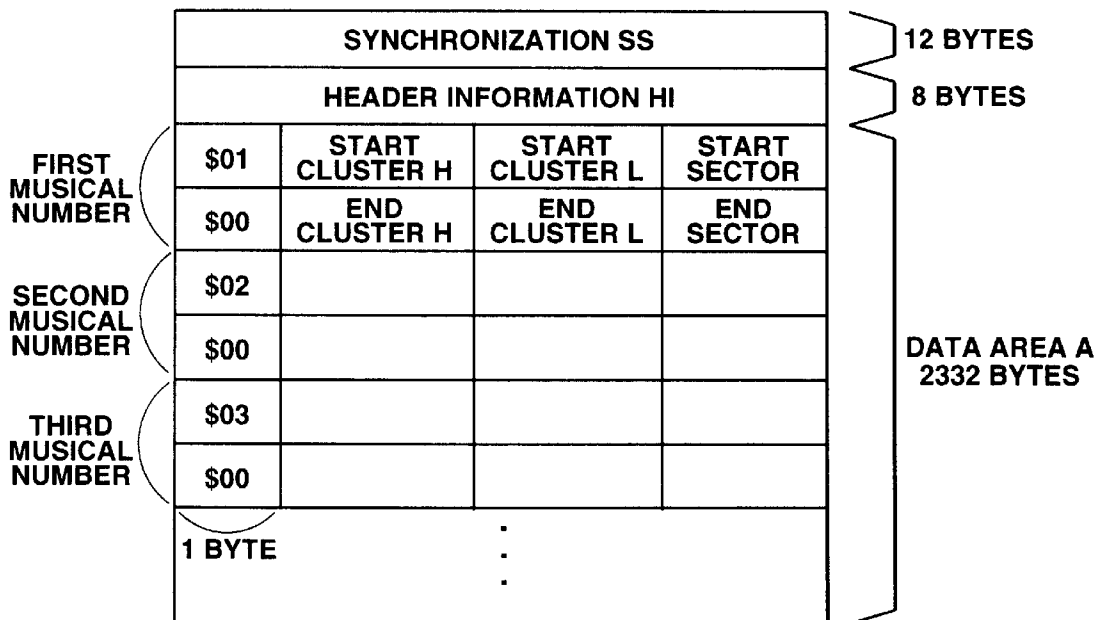 SYNCHRONIZATION SS
12 BYTES
HEADER INFORMATION HI
8 BYTES
FIRST
MUSICAL
NUMBER
$01
START
CLUSTER H
START
CLUSTER L
START
SECTOR
$00
END
CLUSTER H
END
CLUSTER L
END
SECTOR
SECOND
MUSICAL
NUMBER
$02
$00
DATA AREA A
2332 BYTES
THIRD
MUSICAL
NUMBER
$03
$00
1 BYTE